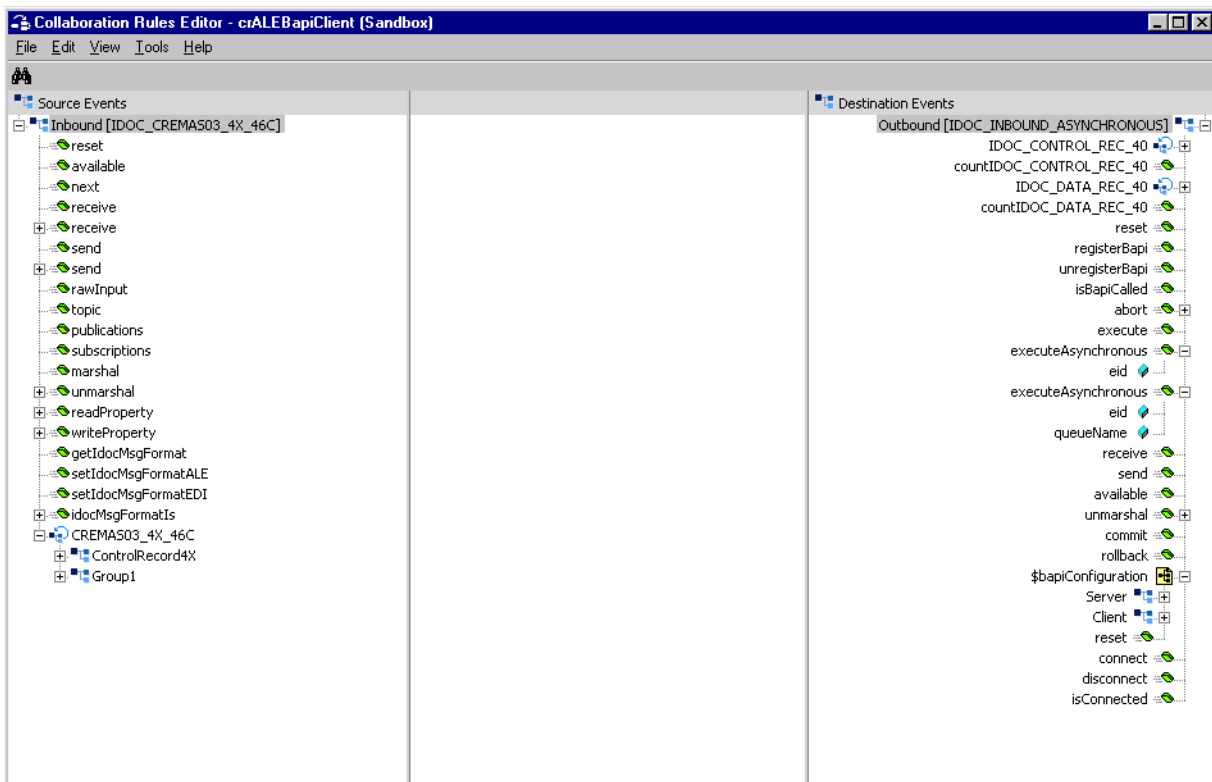 Collaboration Rules Editor - crALEBapiClient (Sandbox)
File Edit View Tools Help
Source Events
Inbound [IDOC_CREMAS03_4X_46C]
reset
available
next
receive
receive
send
send
rawInput
topic
publications
subscriptions
marshal
unmarshal
readProperty
writeProperty
getIdocMsgFormat
setIdocMsgFormatALE
setIdocMsgFormatEDI
idocMsgFormatIs
CREMAS03_4X_46C
ControlRecord4X
Group1
Destination Events
Outbound [IDOC_INBOUND_ASYNCHRONOUS]
IDOC_CONTROL_REC_40
countIDOC_CONTROL_REC_40
IDOC_DATA_REC_40
countIDOC_DATA_REC_40
reset
registerBapi
unregisterBapi
isBapiCalled
abort
execute
executeAsynchronous
eid
executeAsynchronous
eid
queueName
receive
send
available
unmarshal
commit
rollback
$bapiConfiguration
Server
Client
reset
connect
disconnect
isConnected